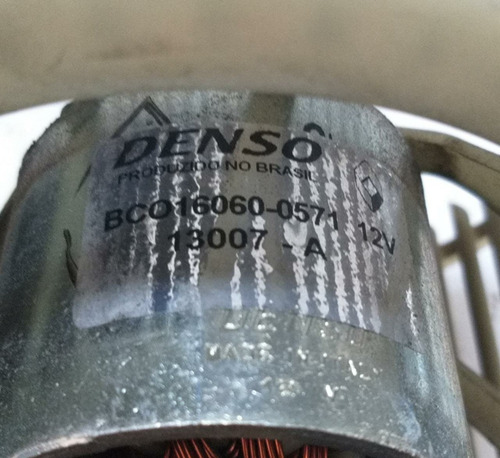 DENSO
PRODUZIDO NO BRASIL
BCO16060-0571
13007 - A 12V